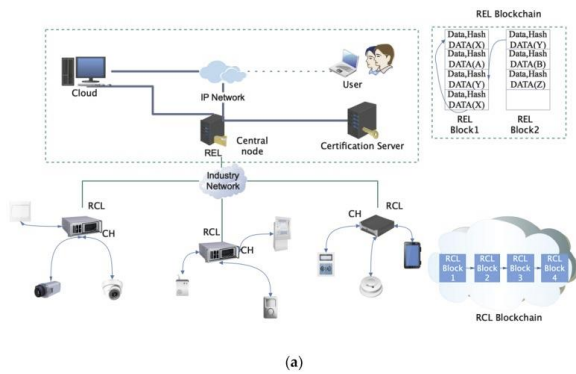 REL Blockchain
Data,Hash
DATA(X)
Data,Hash
DATA(A)
Data,Hash
DATA(Y)
Data,Hash
DATA(X)
REL
Block1
Data,Hash
DATA(Y)
Data,Hash
DATA(B)
Data,Hash
DATA(Z)
REL
Block2
Cloud
IP Network
User
REL
Central
node
Certification Server
Industry
Network
RCL
CH
RCL
CH
RCL
CH
RCL
Block
1
RCL
Block
2
RCL
Block
3
RCL
Block
4
RCL Blockchain
(a)